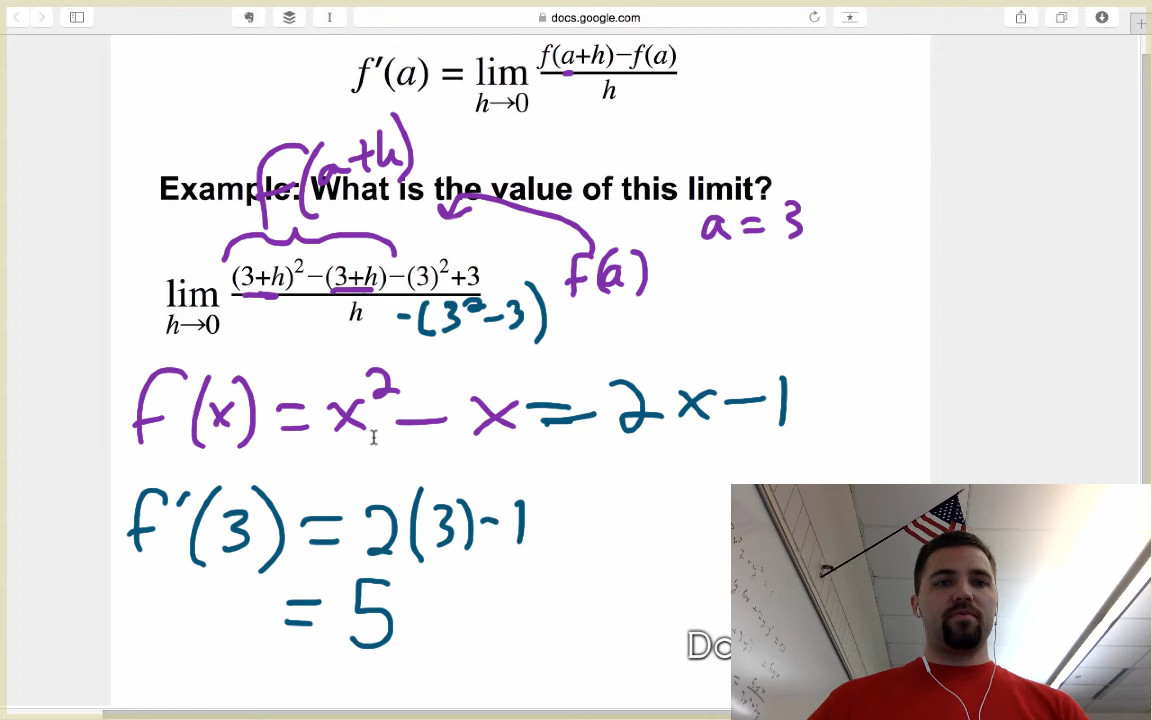 docs.google.com
f′(a) = lim h→0 f(a+h)−f(a) / h
f(a+h)
Example: What is the value of this limit?
a = 3
lim h→0 (3+h)² −(3+h)−(3)² +3 / h
f(a)
-(3² -3)
f(x) = x² - x = 2x - 1
f'(3) = 2(3) - 1
= 5
Do